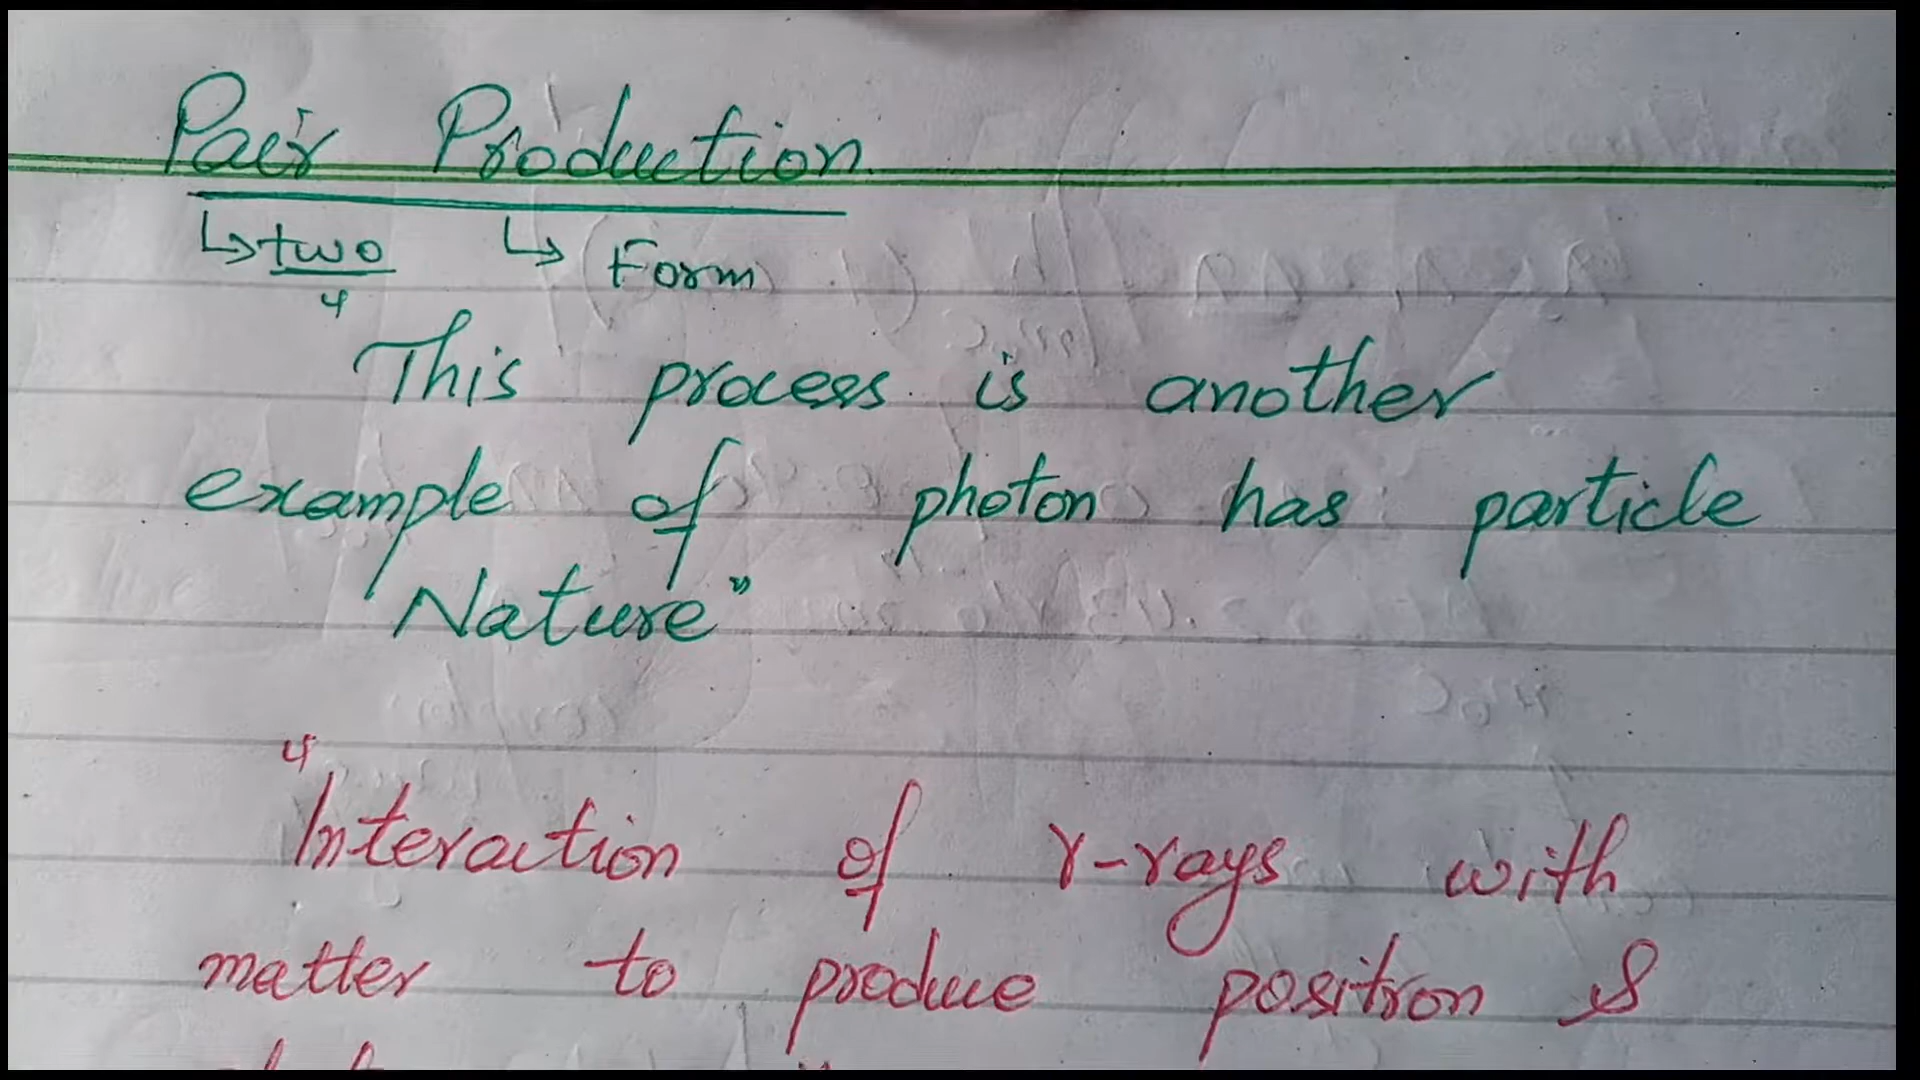 Pair Production
↳ two ↳ (Form)
"This process is another
example of photon has particle
Nature"
"Interaction of γ-rays with
matter to produce positron &